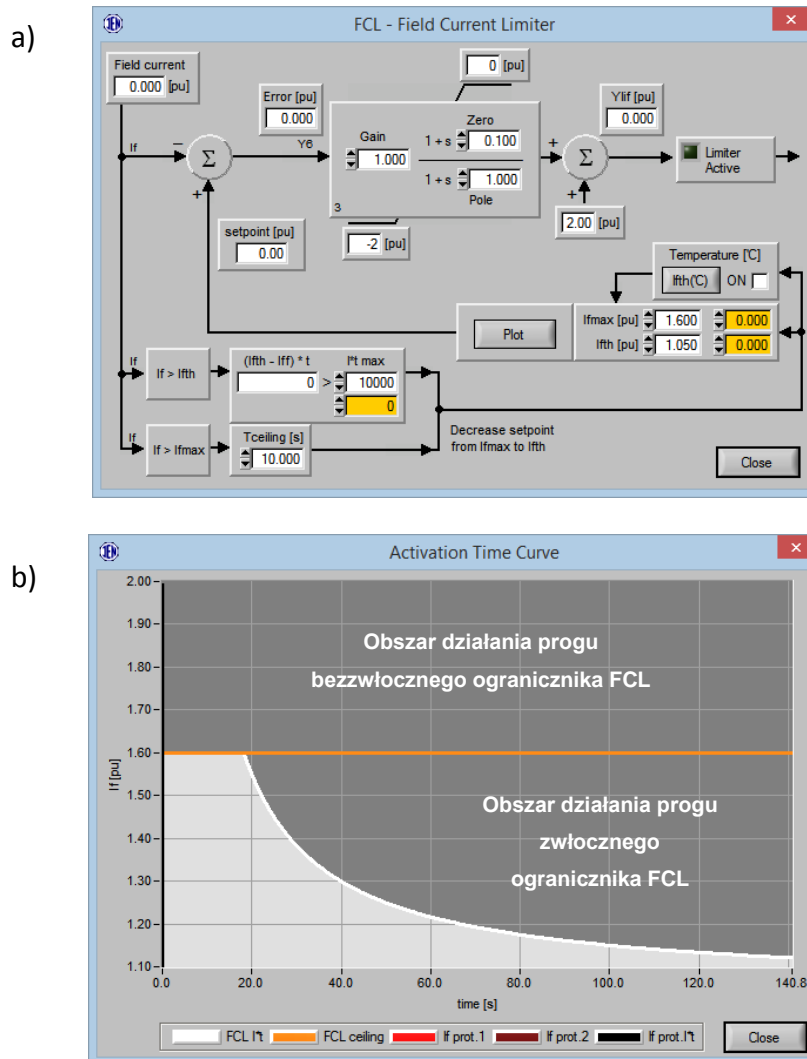 a)
FCL - Field Current Limiter
Field current
0.000 [pu]
0 [pu]
Error [pu]
0.000
Ylif [pu]
0.000
Zero
Gain
1.000
1 + s 0.100
1 + s 1.000
Pole
3
If
−
Σ
+
Y6
+
Σ
+
Limiter
Active
setpoint [pu]
0.00
-2 [pu]
2.00 [pu]
Temperature [°C]
Ifth(°C) ON
Plot
Ifmax [pu] 1.600 0.000
Ifth [pu] 1.050 0.000
If
If > Ifth
(Ifth - Iff) * t
0
>
I*t max
10000
0
If
If > Ifmax
Tceiling [s]
10.000
Decrease setpoint
from Ifmax to Ifth
Close
b)
Activation Time Curve
2.00
1.90
1.80
1.70
1.60
1.50
1.40
1.30
1.20
1.10
If [pu]
Obszar działania progu
bezzwłocznego ogranicznika FCL
Obszar działania progu
zwłocznego
ogranicznika FCL
0.0 20.0 40.0 60.0 80.0 100.0 120.0 140.8
time [s]
FCL I*t FCL ceiling If prot.1 If prot.2 If prot.I*t
Close